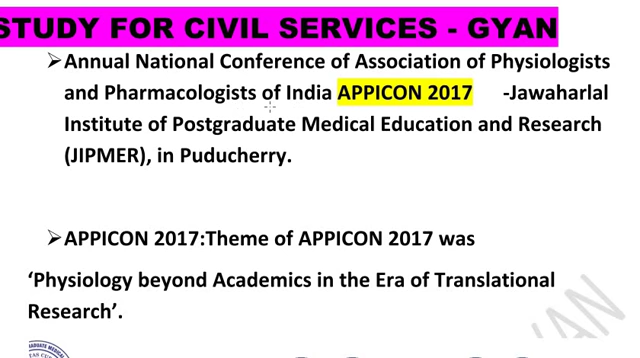 STUDY FOR CIVIL SERVICES - GYAN
➢Annual National Conference of Association of Physiologists
and Pharmacologists of India APPICON 2017 -Jawaharlal
Institute of Postgraduate Medical Education and Research
(JIPMER), in Puducherry.
➢APPICON 2017:Theme of APPICON 2017 was
‘Physiology beyond Academics in the Era of Translational
Research’.